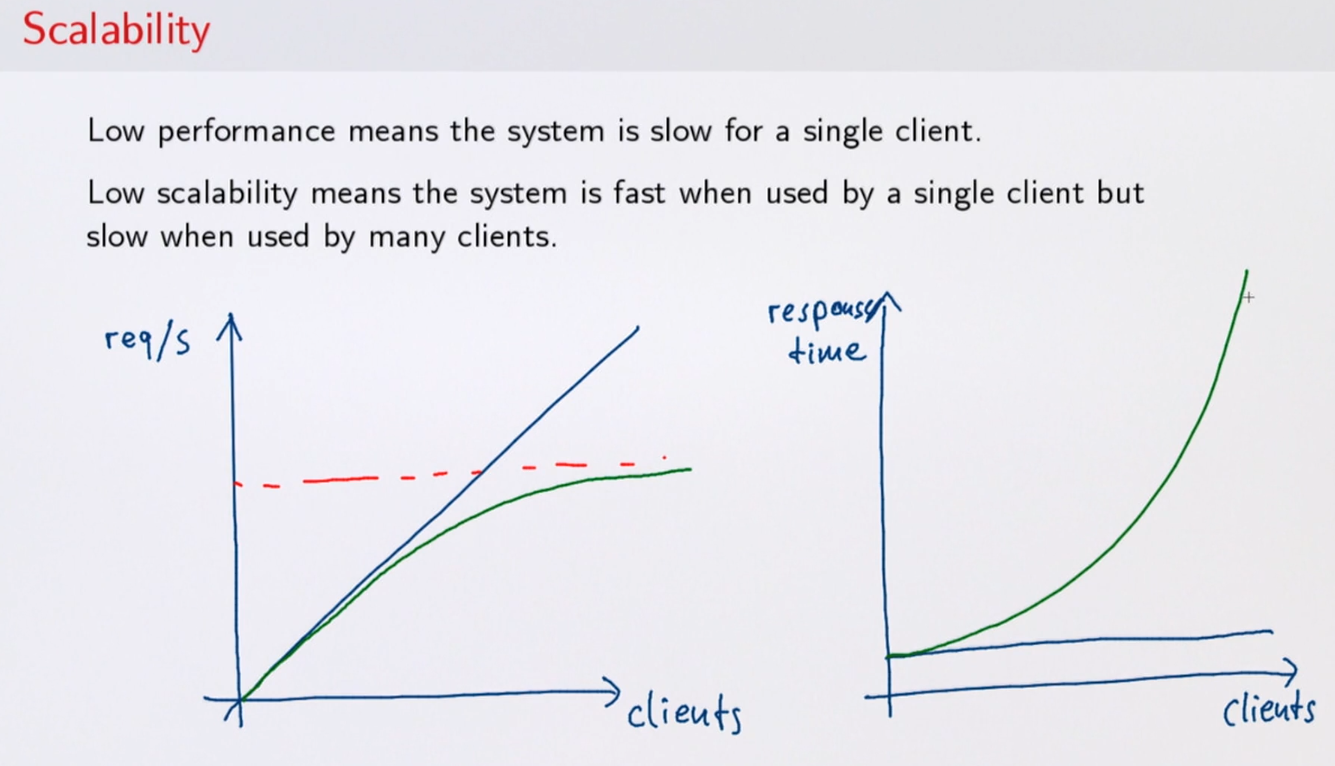 Scalability
Low performance means the system is slow for a single client.
Low scalability means the system is fast when used by a single client but
slow when used by many clients.
req/s
clients
response
time
clients